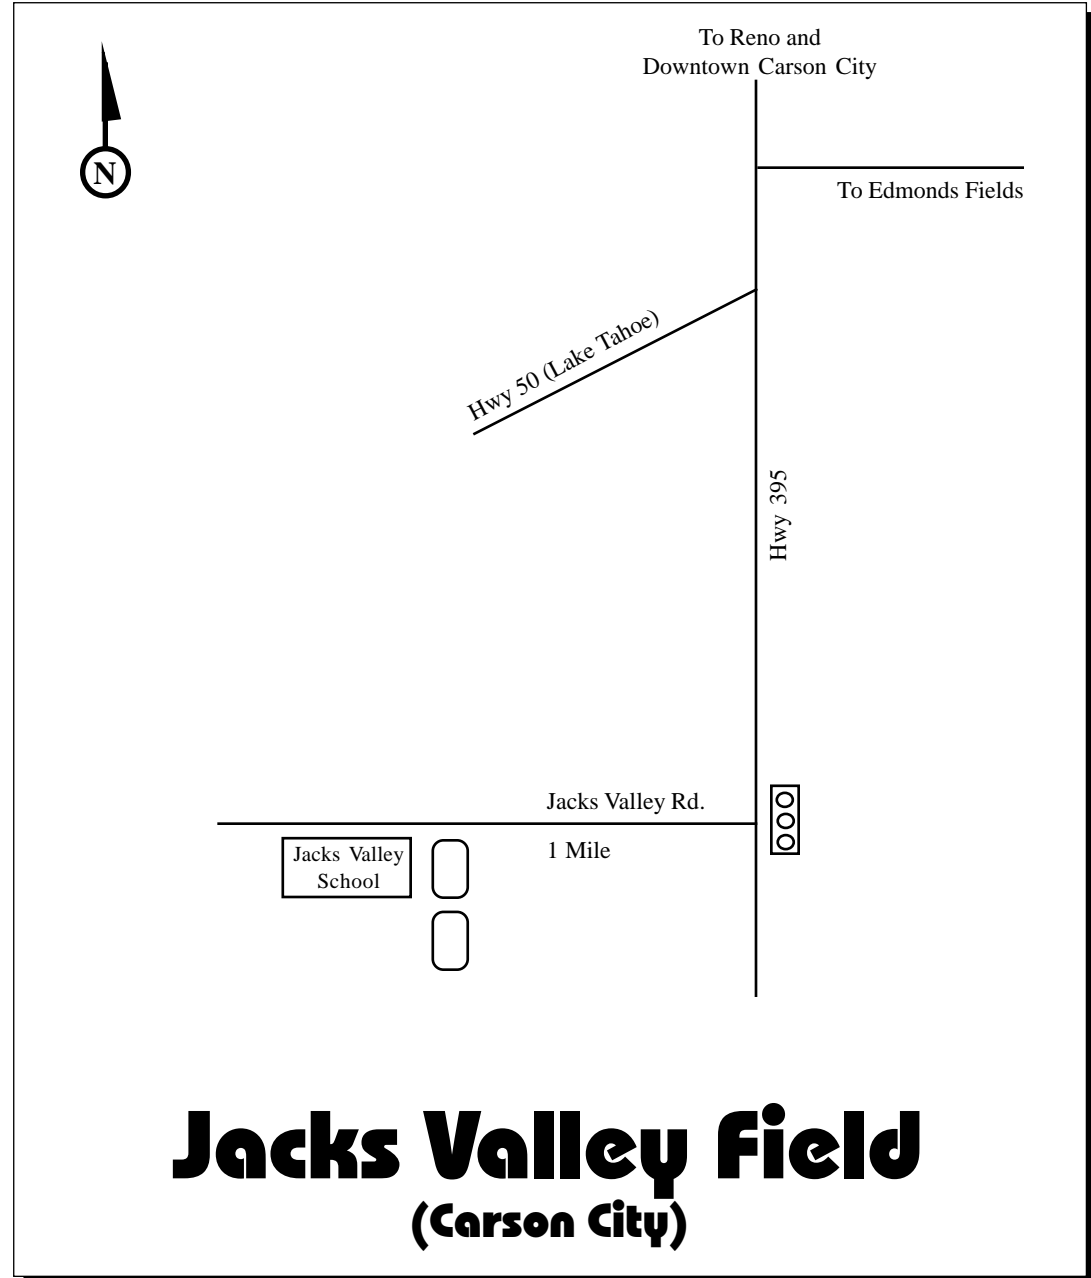 To Reno and
Downtown Carson City
N
To Edmonds Fields
Hwy 50 (Lake Tahoe)
Hwy 395
Jacks Valley Rd.
1 Mile
Jacks Valley
School
Jacks Valley Field
(Carson City)